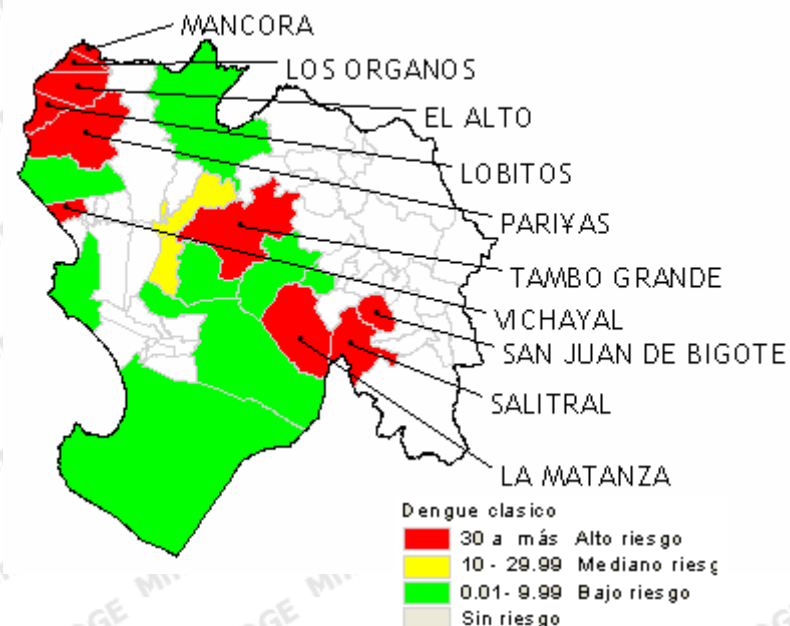 MANCORA
LOS ORGANOS
EL ALTO
LOBITOS
PARIÑAS
TAMBO GRANDE
VICHAYAL
SAN JUAN DE BIGOTE
SALITRAL
LA MATANZA
Dengue clasico
30 a más Alto riesgo
10 - 29.99 Mediano riesg
0.01- 9.99 Bajo riesgo
Sin riesgo